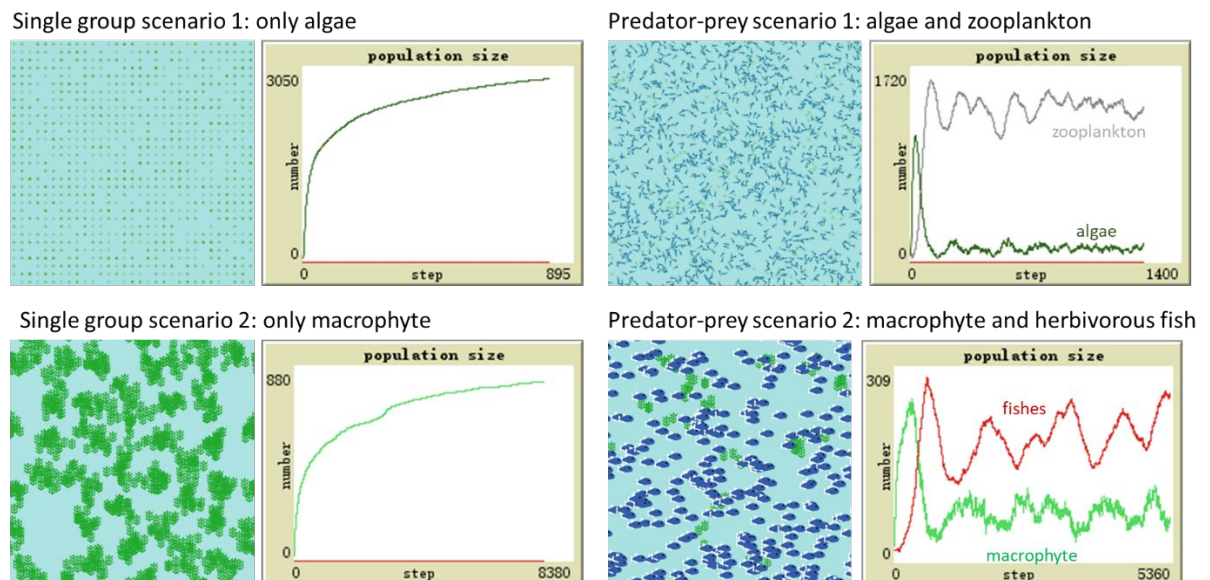 Single group scenario 1: only algae
population size
3050
number
0
0
step
895
Predator-prey scenario 1: algae and zooplankton
population size
1720
zooplankton
number
algae
0
0
step
1400
Single group scenario 2: only macrophyte
population size
880
number
0
0
step
8380
Predator-prey scenario 2: macrophyte and herbivorous fish
population size
309
fishes
number
0
macrophyte
0
step
5360